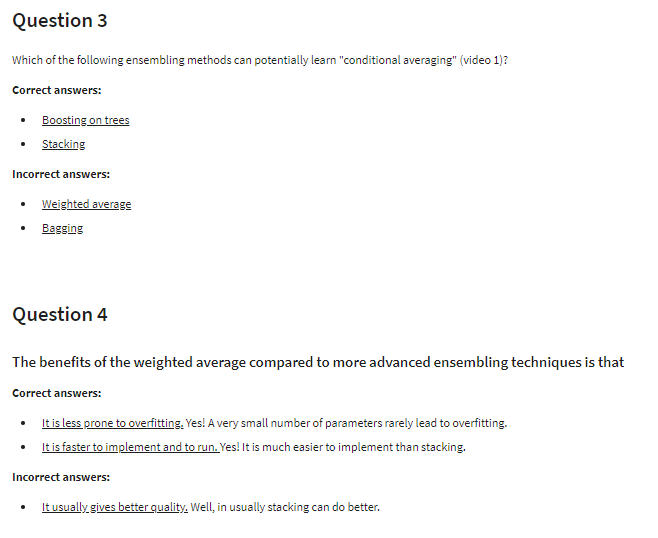 Question 3
Which of the following ensembling methods can potentially learn "conditional averaging" (video 1)?
Correct answers:
• Boosting on trees
• Stacking
Incorrect answers:
• Weighted average
• Bagging
Question 4
The benefits of the weighted average compared to more advanced ensembling techniques is that
Correct answers:
• It is less prone to overfitting. Yes! A very small number of parameters rarely lead to overfitting.
• It is faster to implement and to run. Yes! It is much easier to implement than stacking.
Incorrect answers:
• It usually gives better quality. Well, in usually stacking can do better.